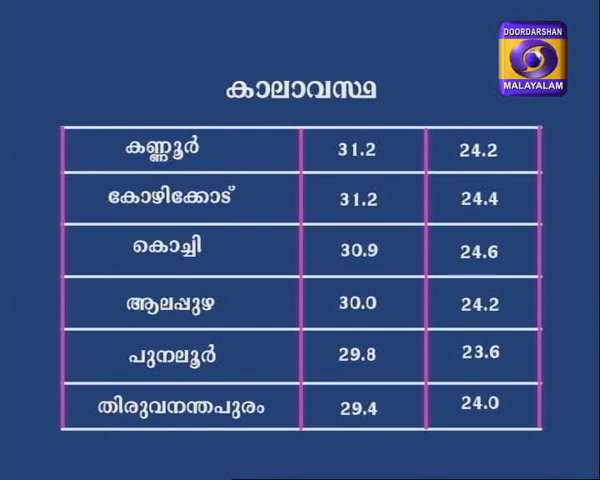 DOORDARSHAN
MALAYALAM
കാലാവസ്ഥ
കണ്ണൂർ 31.2 24.2
കോഴിക്കോട് 31.2 24.4
കൊച്ചി 30.9 24.6
ആലപ്പുഴ 30.0 24.2
പുനലൂർ 29.8 23.6
തിരുവനന്തപുരം 29.4 24.0